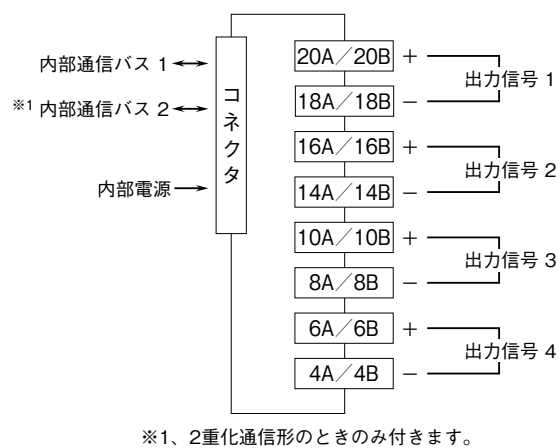 内部通信バス 1
※1 内部通信バス 2
内部電源
コネクタ
20A／20B +
18A／18B −
出力信号 1
16A／16B +
14A／14B −
出力信号 2
10A／10B +
8A／8B −
出力信号 3
6A／6B +
4A／4B −
出力信号 4
※1、2重化通信形のときのみ付きます。